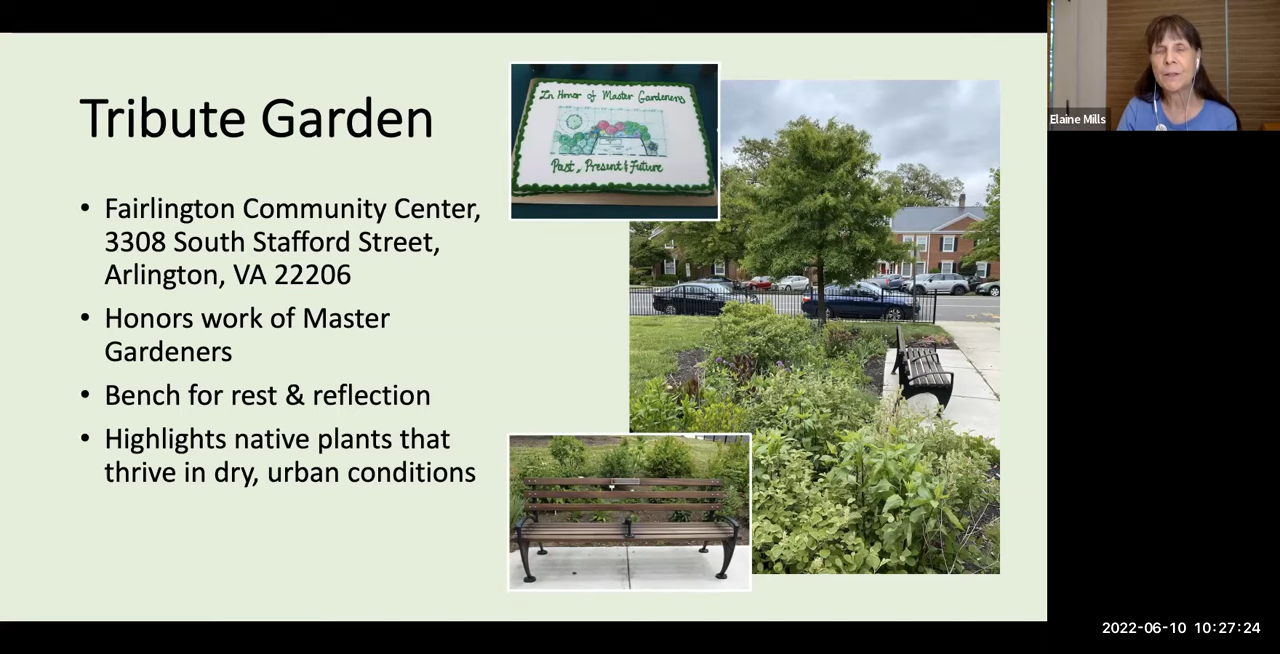 Tribute Garden
• Fairlington Community Center,
3308 South Stafford Street,
Arlington, VA 22206
• Honors work of Master
Gardeners
• Bench for rest & reflection
• Highlights native plants that
thrive in dry, urban conditions
In Honor of Master Gardeners
Past, Present & Future
Elaine Mills
2022-06-10 10:27:24